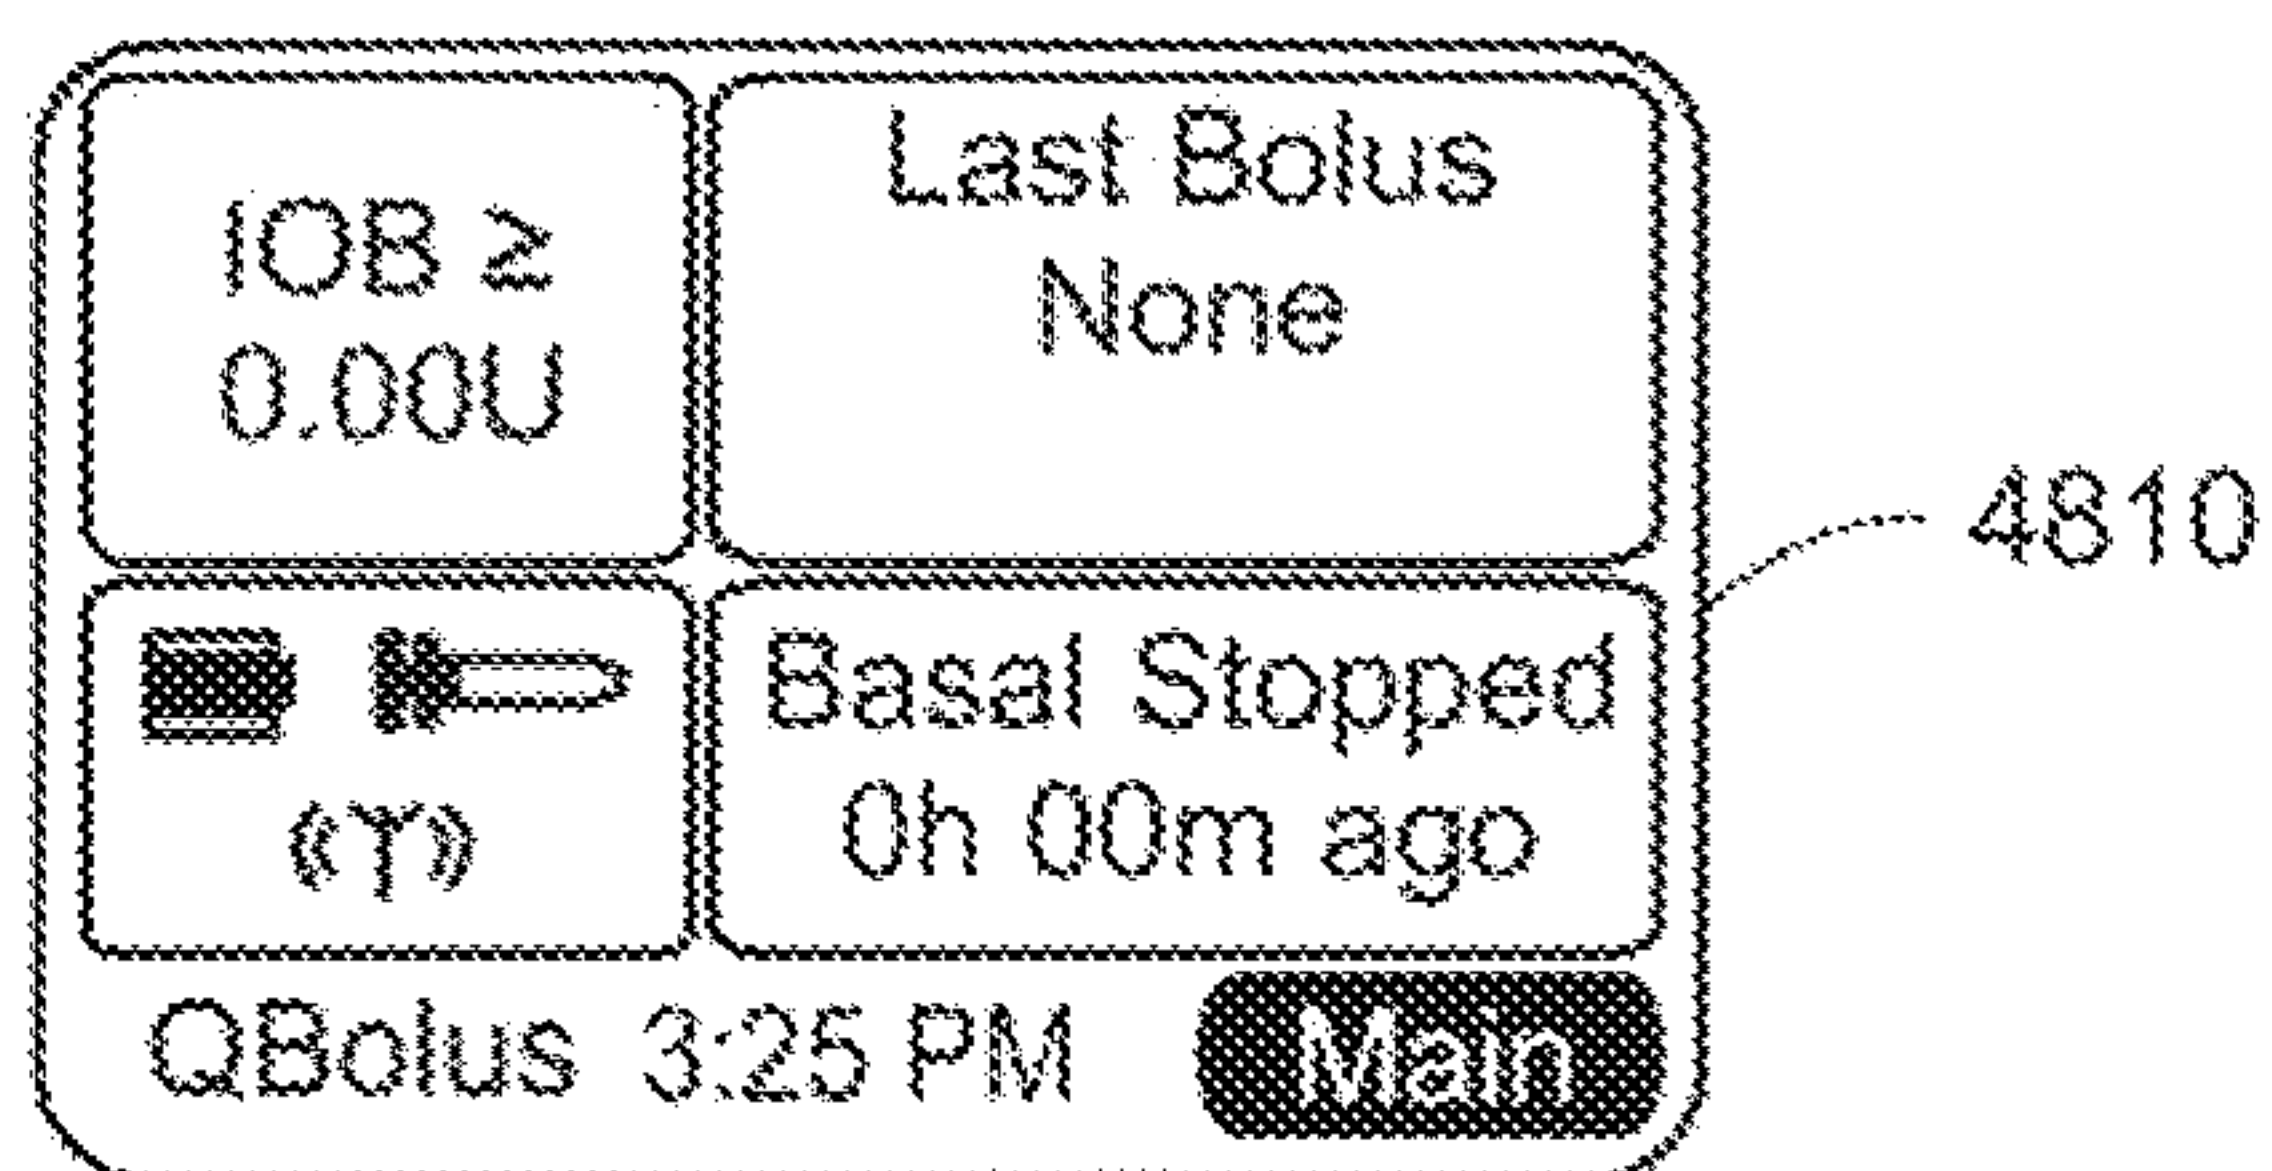 IOB ≥
0.00U
Last Bolus
None
Basal Stopped
0h 00m ago
QBolus 3:25 PM Main
4810